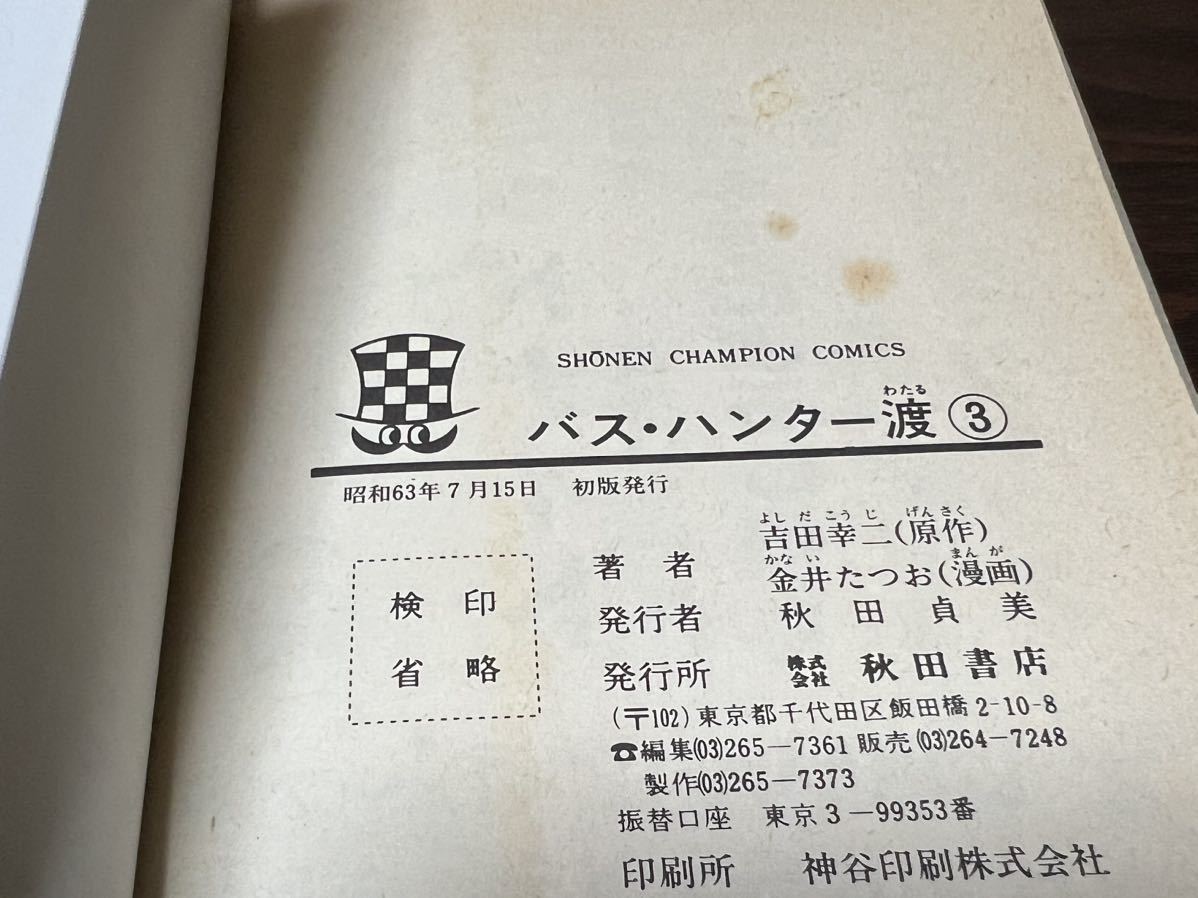 SHŌNEN CHAMPION COMICS
わたる
バス・ハンター渡③
昭和63年7月15日 初版発行
よしだこうじ げんさく
著者 吉田幸二(原作)
かない まんが
金井たつお(漫画)
検印
省略
発行者 秋田貞美
発行所 株式会社 秋田書店
(〒102)東京都千代田区飯田橋2-10-8
☎編集(03)265―7361 販売(03)264―7248
製作(03)265―7373
振替口座 東京3―99353番
印刷所 神谷印刷株式会社